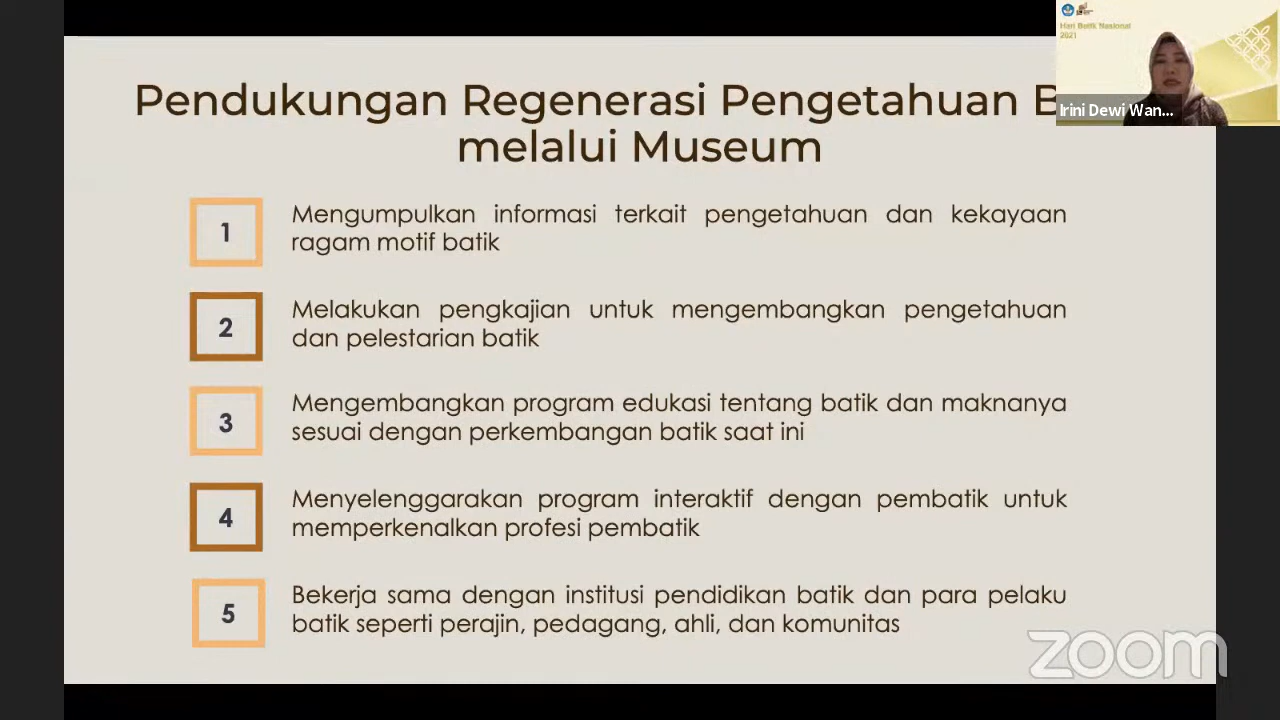 Hari Batik Nasional
2021
Irini Dewi Wan...
Pendukungan Regenerasi Pengetahuan B
melalui Museum
1
Mengumpulkan informasi terkait pengetahuan dan kekayaan
ragam motif batik
2
Melakukan pengkajian untuk mengembangkan pengetahuan
dan pelestarian batik
3
Mengembangkan program edukasi tentang batik dan maknanya
sesuai dengan perkembangan batik saat ini
4
Menyelenggarakan program interaktif dengan pembatik untuk
memperkenalkan profesi pembatik
5
Bekerja sama dengan institusi pendidikan batik dan para pelaku
batik seperti perajin, pedagang, ahli, dan komunitas
zoom